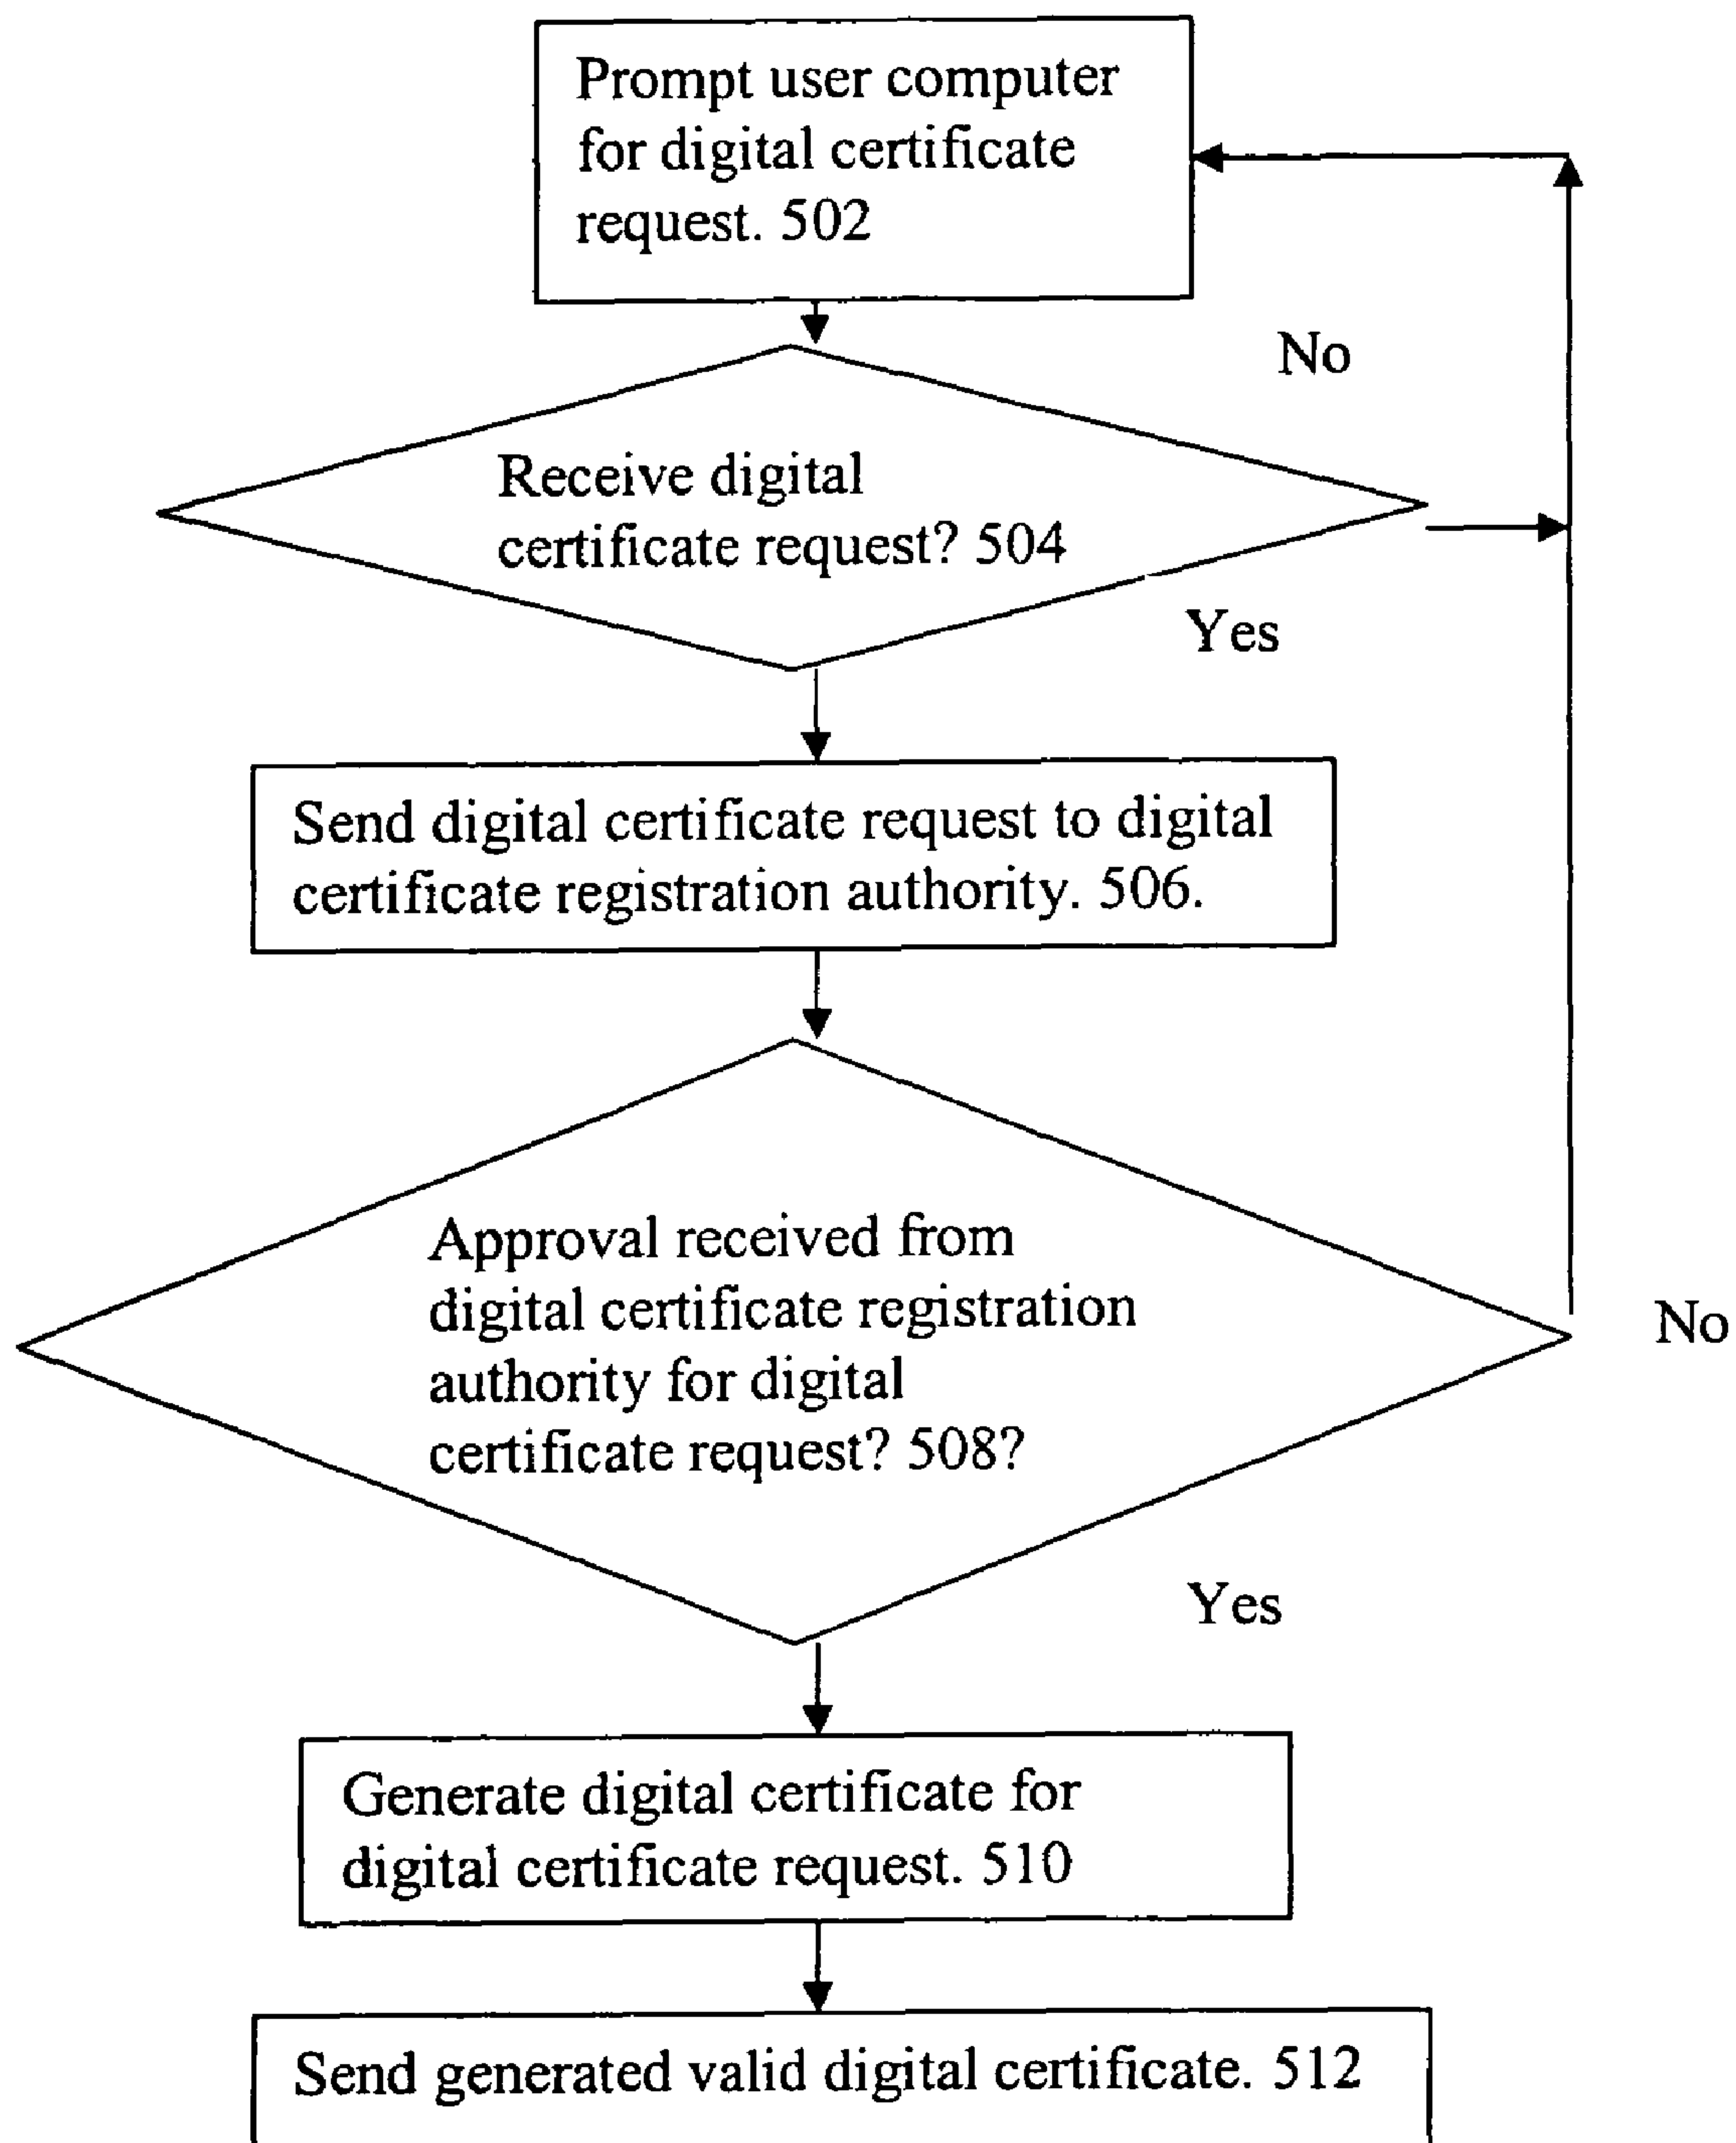 Prompt user computer
for digital certificate
request. 502
No
Receive digital
certificate request? 504
Yes
Send digital certificate request to digital
certificate registration authority. 506.
Approval received from
digital certificate registration
authority for digital
certificate request? 508?
No
Yes
Generate digital certificate for
digital certificate request. 510
Send generated valid digital certificate. 512